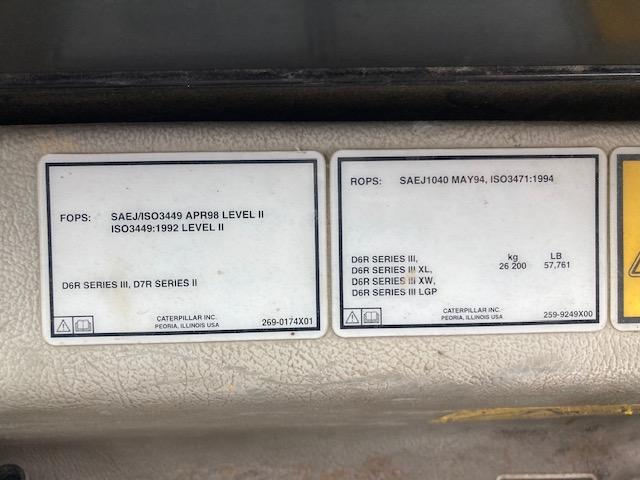 FOPS: SAEJ/ISO3449 APR98 LEVEL II
ISO3449:1992 LEVEL II
D6R SERIES III, D7R SERIES II
CATERPILLAR INC.
PEORIA, ILLINOIS USA
269-0174X01
ROPS: SAEJ1040 MAY94, ISO3471:1994
kg LB
D6R SERIES III,
D6R SERIES III XL, 26 200 57,761
D6R SERIES III XW,
D6R SERIES III LGP
CATERPILLAR INC.
PEORIA, ILLINOIS USA
259-9249X00